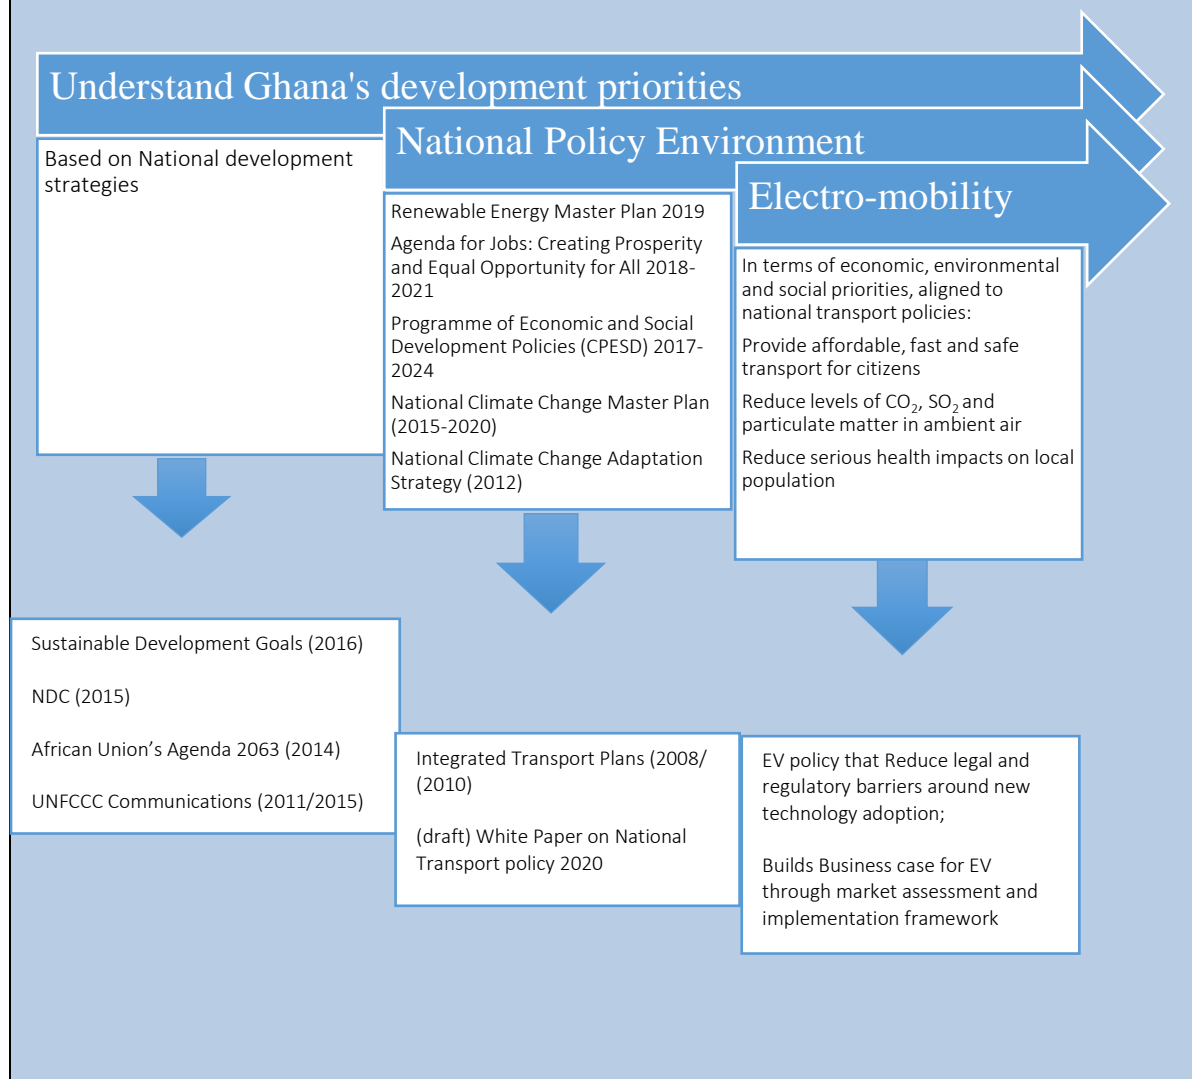 Understand Ghana's development priorities
Based on National development
strategies
National Policy Environment
Renewable Energy Master Plan 2019
Agenda for Jobs: Creating Prosperity
and Equal Opportunity for All 2018-
2021
Programme of Economic and Social
Development Policies (CPESD) 2017-
2024
National Climate Change Master Plan
(2015-2020)
National Climate Change Adaptation
Strategy (2012)
Electro-mobility
In terms of economic, environmental
and social priorities, aligned to
national transport policies:
Provide affordable, fast and safe
transport for citizens
Reduce levels of CO₂, SO₂ and
particulate matter in ambient air
Reduce serious health impacts on local
population
Sustainable Development Goals (2016)
NDC (2015)
African Union’s Agenda 2063 (2014)
UNFCCC Communications (2011/2015)
Integrated Transport Plans (2008/
(2010)
(draft) White Paper on National
Transport policy 2020
EV policy that Reduce legal and
regulatory barriers around new
technology adoption;
Builds Business case for EV
through market assessment and
implementation framework